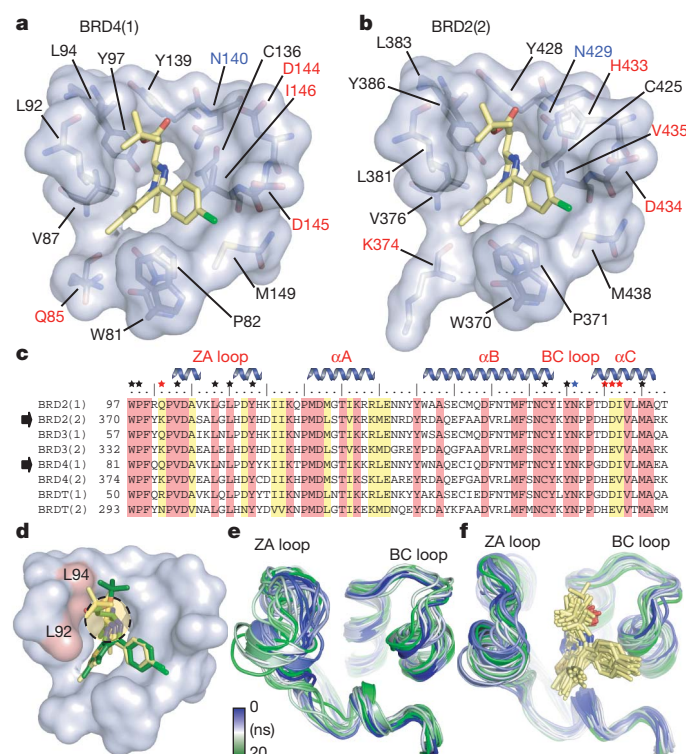 a
BRD4(1)
L94
Y97
Y139
N140
C136
D144
I146
L92
V87
D145
Q85
M149
W81
P82
b
BRD2(2)
L383
Y428
N429
H433
Y386
C425
V435
L381
V376
D434
K374
M438
W370
P371
c
ZA loop αA αB BC loop αC
BRD2(1) 97 WPFRQPVDAVKLGLPDYHKIIKQPMDMGTIKRRLENNYYWAASECMQDFNTMFTNCYIYNKPTDDIVLMAQT
BRD2(2) 370 WPFYKPVDASALGLHDYHDIIKHPMDLSTVKRKMENRDYRDAQEFAADVRLMFSNCYKYNPPDHDVVAMARK
BRD3(1) 57 WPFYQPVDAIKLNLPDYHKIIKNPMDMGTIKKRLENNYYWSASECMQDFNTMFTNCYIYNKPTDDIVLMAQA
BRD3(2) 332 WPFYKPVDAEALELHDYHDIIKHPMDLSTVKRKMDGREYPDAQGFAADVRLMFSNCYKYNPPDHEVVAMARK
BRD4(1) 81 WPFQQPVDAVKLNLPDYYKIIKTPMDMGTIKKRLENNYYWNAQECIQDFNTMFTNCYIYNKPGDDIVLMAEA
BRD4(2) 374 WPFYKPVDVEALGLHDYCDIIKHPMDMSTIKSKLEAREYRDAQEFGADVRLMFSNCYKYNPPDHEVVAMARK
BRDT(1) 50 WPFQRPVDAVKLQLPDYYTIIKNPMDLNTIKKRLENKYYAKASECIEDFNTMFSNCYLYNKPGDDIVLMAQA
BRDT(2) 293 WPFYNPVDVNALGLHNYYDVVKNPMDLGTIKEKMDNQEYKDAYKFAADVRLMFMNCYKYNPPDHEVVTMARM
d
L94
L92
e
ZA loop
BC loop
0
(ns)
20
f
ZA loop
BC loop